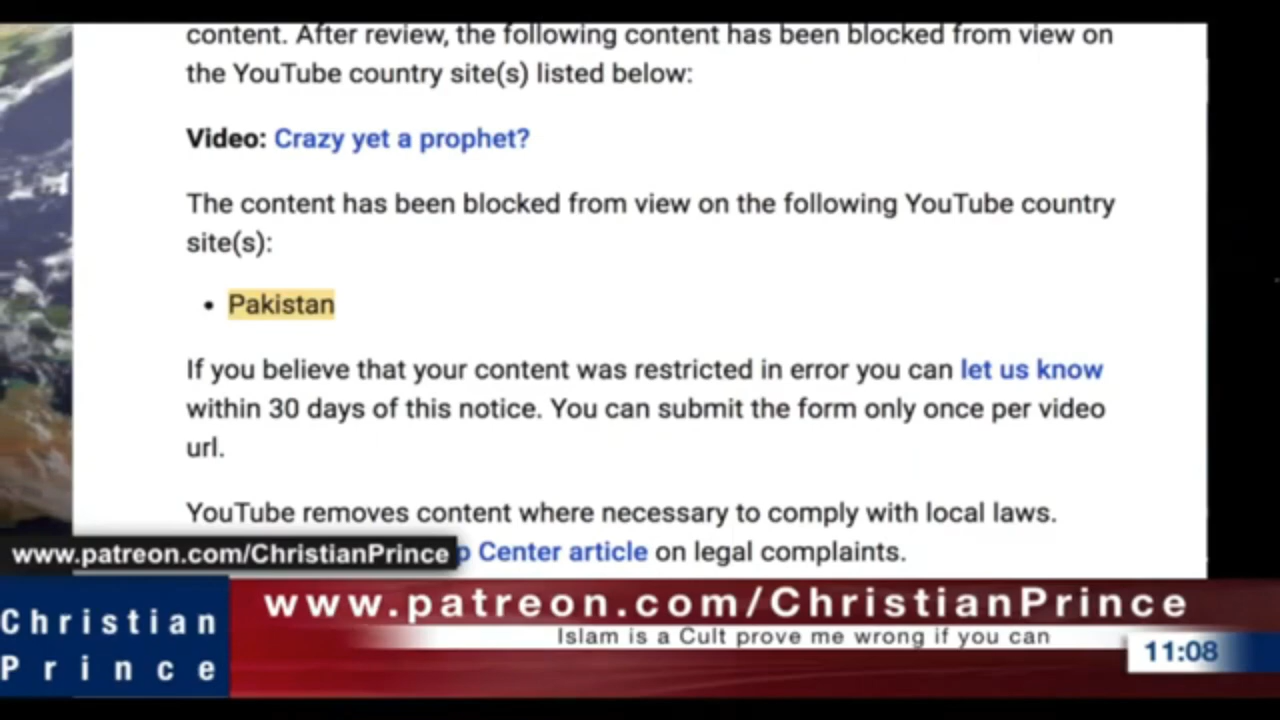 content. After review, the following content has been blocked from view on
the YouTube country site(s) listed below:
Video: Crazy yet a prophet?
The content has been blocked from view on the following YouTube country
site(s):
• Pakistan
If you believe that your content was restricted in error you can let us know
within 30 days of this notice. You can submit the form only once per video
url.
YouTube removes content where necessary to comply with local laws.
www.patreon.com/ChristianPrince
p Center article on legal complaints.
www.patreon.com/ChristianPrince
Islam is a Cult prove me wrong if you can
Christian
Prince
11:08